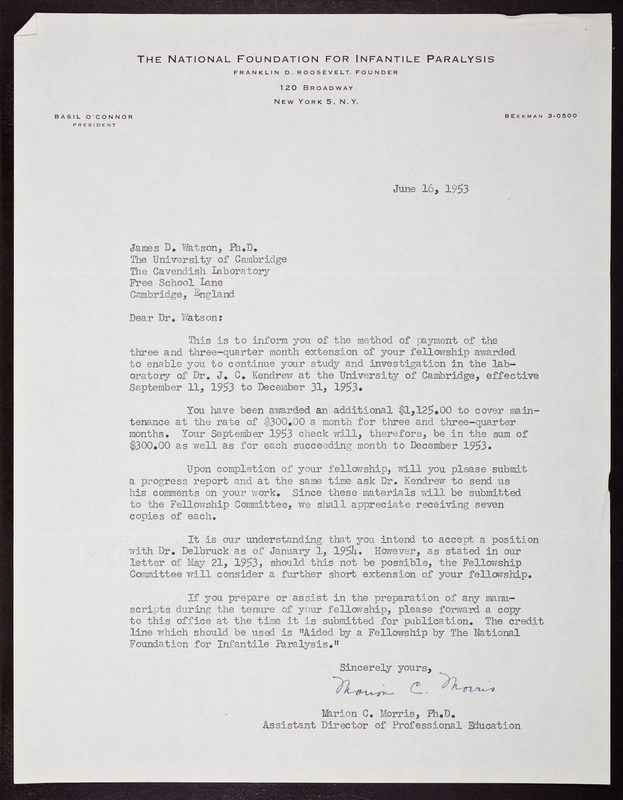 THE NATIONAL FOUNDATION FOR INFANTILE PARALYSIS
FRANKLIN D. ROOSEVELT, FOUNDER
120 BROADWAY
NEW YORK 5, N.Y.
BASIL O'CONNOR
PRESIDENT
BEEKMAN 3-0500
June 16, 1953
James D. Watson, Ph.D.
The University of Cambridge
The Cavendish Laboratory
Free School Lane
Cambridge, England
Dear Dr. Watson:
This is to inform you of the method of payment of the
three and three-quarter month extension of your fellowship awarded
to enable you to continue your study and investigation in the lab-
oratory of Dr. J. C. Kendrew at the University of Cambridge, effective
September 11, 1953 to December 31, 1953.
You have been awarded an additional $1,125.00 to cover main-
tenance at the rate of $300.00 a month for three and three-quarter
months. Your September 1953 check will, therefore, be in the sum of
$300.00 as well as for each succeeding month to December 1953.
Upon completion of your fellowship, will you please submit
a progress report and at the same time ask Dr. Kendrew to send us
his comments on your work. Since these materials will be submitted
to the Fellowship Committee, we shall appreciate receiving seven
copies of each.
It is our understanding that you intend to accept a position
with Dr. Delbruck as of January 1, 1954. However, as stated in our
letter of May 21, 1953, should this not be possible, the Fellowship
Committee will consider a further short extension of your fellowship.
If you prepare or assist in the preparation of any manu-
scripts during the tenure of your fellowship, please forward a copy
to this office at the time it is submitted for publication. The credit
line which should be used is "Aided by a Fellowship by The National
Foundation for Infantile Paralysis."
Sincerely yours,
Marion C. Morris
Marion C. Morris, Ph.D.
Assistant Director of Professional Education